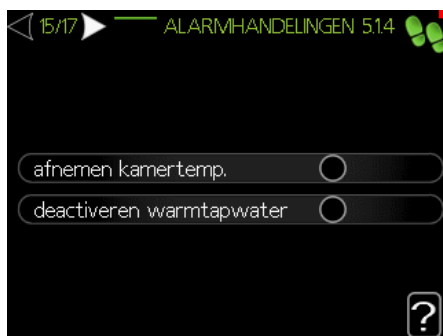 15/17 ALARMHANDELINGEN 5.1.4
afnemen kamertemp.
deactiveren warmtapwater
?